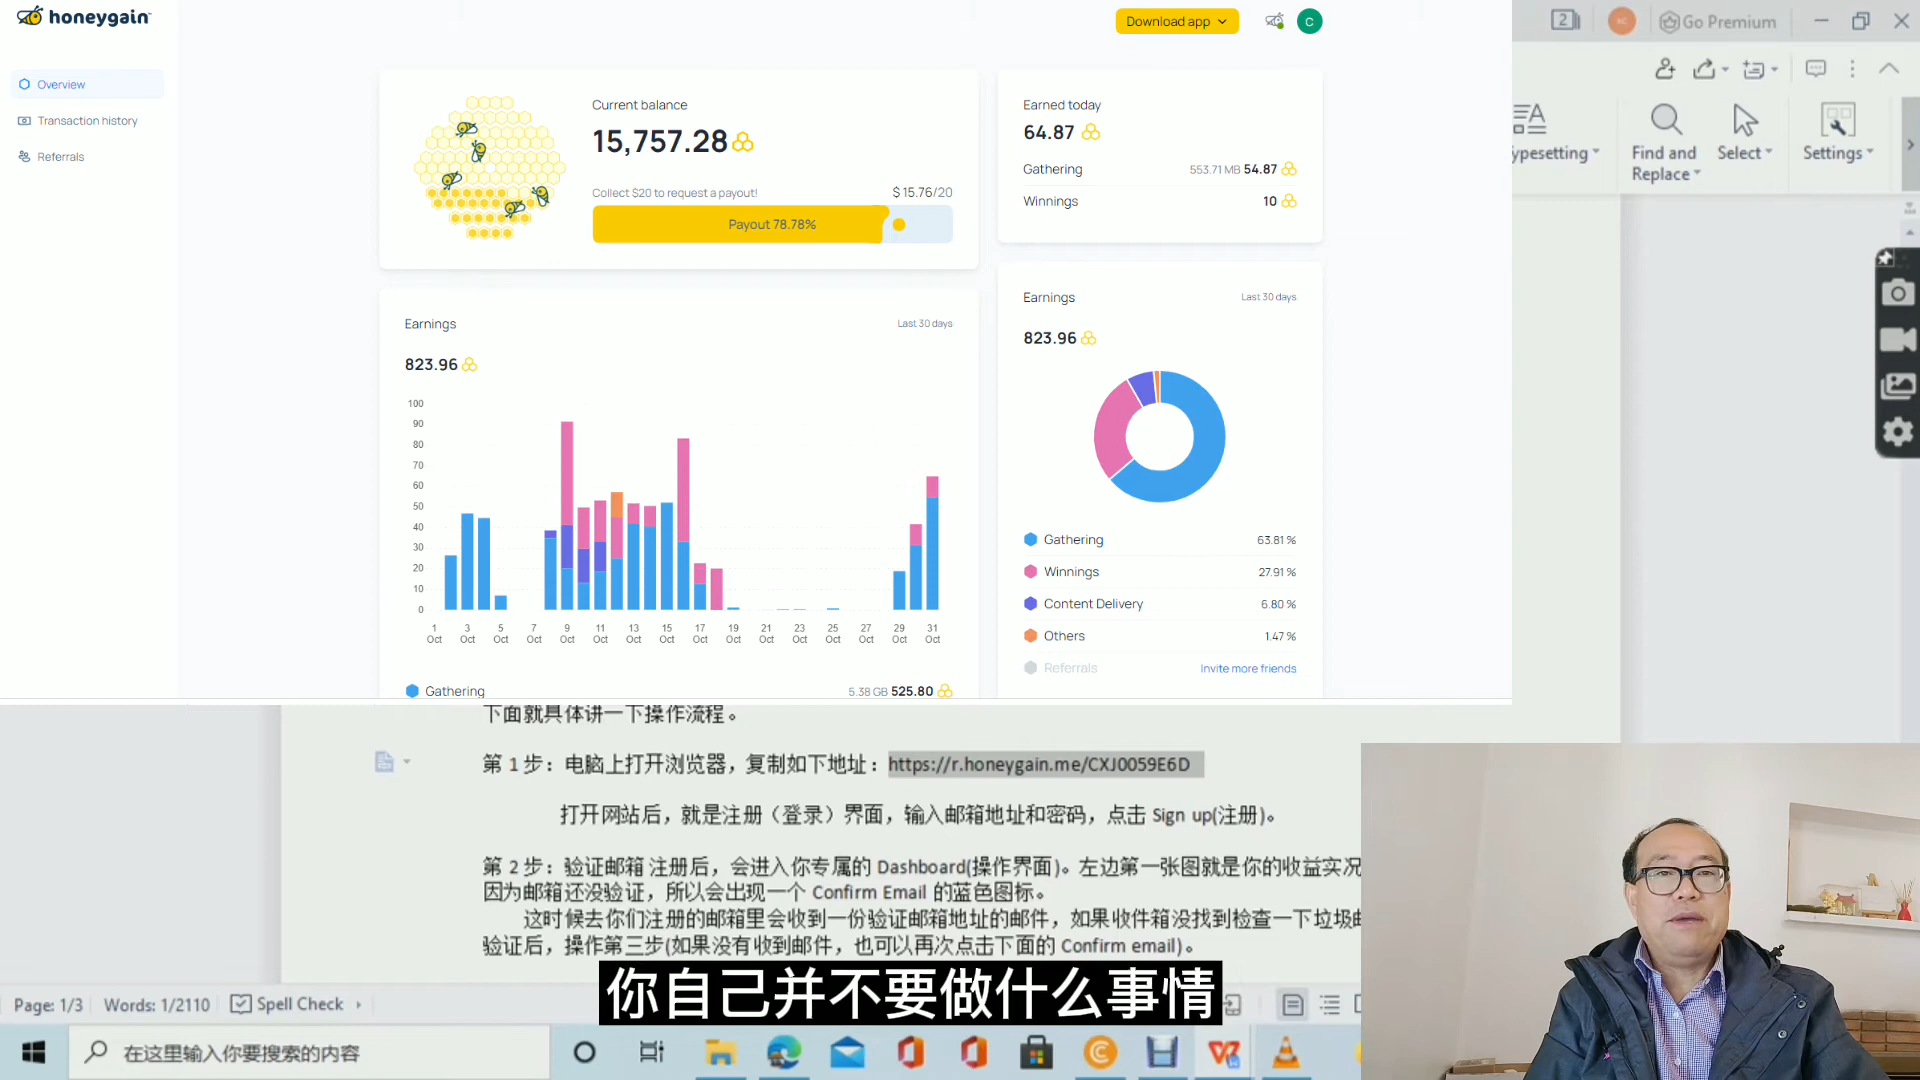 honeygain
Download app
C
Overview
Transaction history
Referrals
Current balance
15,757.28
Collect $20 to request a payout!
$ 15.76/20
Payout 78.78%
Earned today
64.87
Gathering
553.71 MB 54.87
Winnings
10
Earnings
Last 30 days
823.96
100
90
80
70
60
50
40
30
20
10
0
1 Oct
3 Oct
5 Oct
7 Oct
9 Oct
11 Oct
13 Oct
15 Oct
17 Oct
19 Oct
21 Oct
23 Oct
25 Oct
27 Oct
29 Oct
31 Oct
Gathering
5.38 GB 525.80
Earnings
Last 30 days
823.96
Gathering
63.81 %
Winnings
27.91 %
Content Delivery
6.80 %
Others
1.47 %
Referrals
Invite more friends
2
Go Premium
Find and Replace
Select
Settings
下面就具体讲一下操作流程。
第 1 步：电脑上打开浏览器，复制如下地址：https://r.honeygain.me/CXJ0059E6D
打开网站后，就是注册（登录）界面，输入邮箱地址和密码，点击 Sign up(注册)。
第 2 步：验证邮箱 注册后，会进入你专属的 Dashboard(操作界面)。左边第一张图就是你的收益实况
因为邮箱还没验证，所以会出现一个 Confirm Email 的蓝色图标。
这时候去你们注册的邮箱里会收到一份验证邮箱地址的邮件，如果收件箱没找到检查一下垃圾
验证后，操作第三步(如果没有收到邮件，也可以再次点击下面的 Confirm email)。
你自己并不要做什么事情
Page: 1/3
Words: 1/2110
Spell Check
在这里输入你要搜索的内容